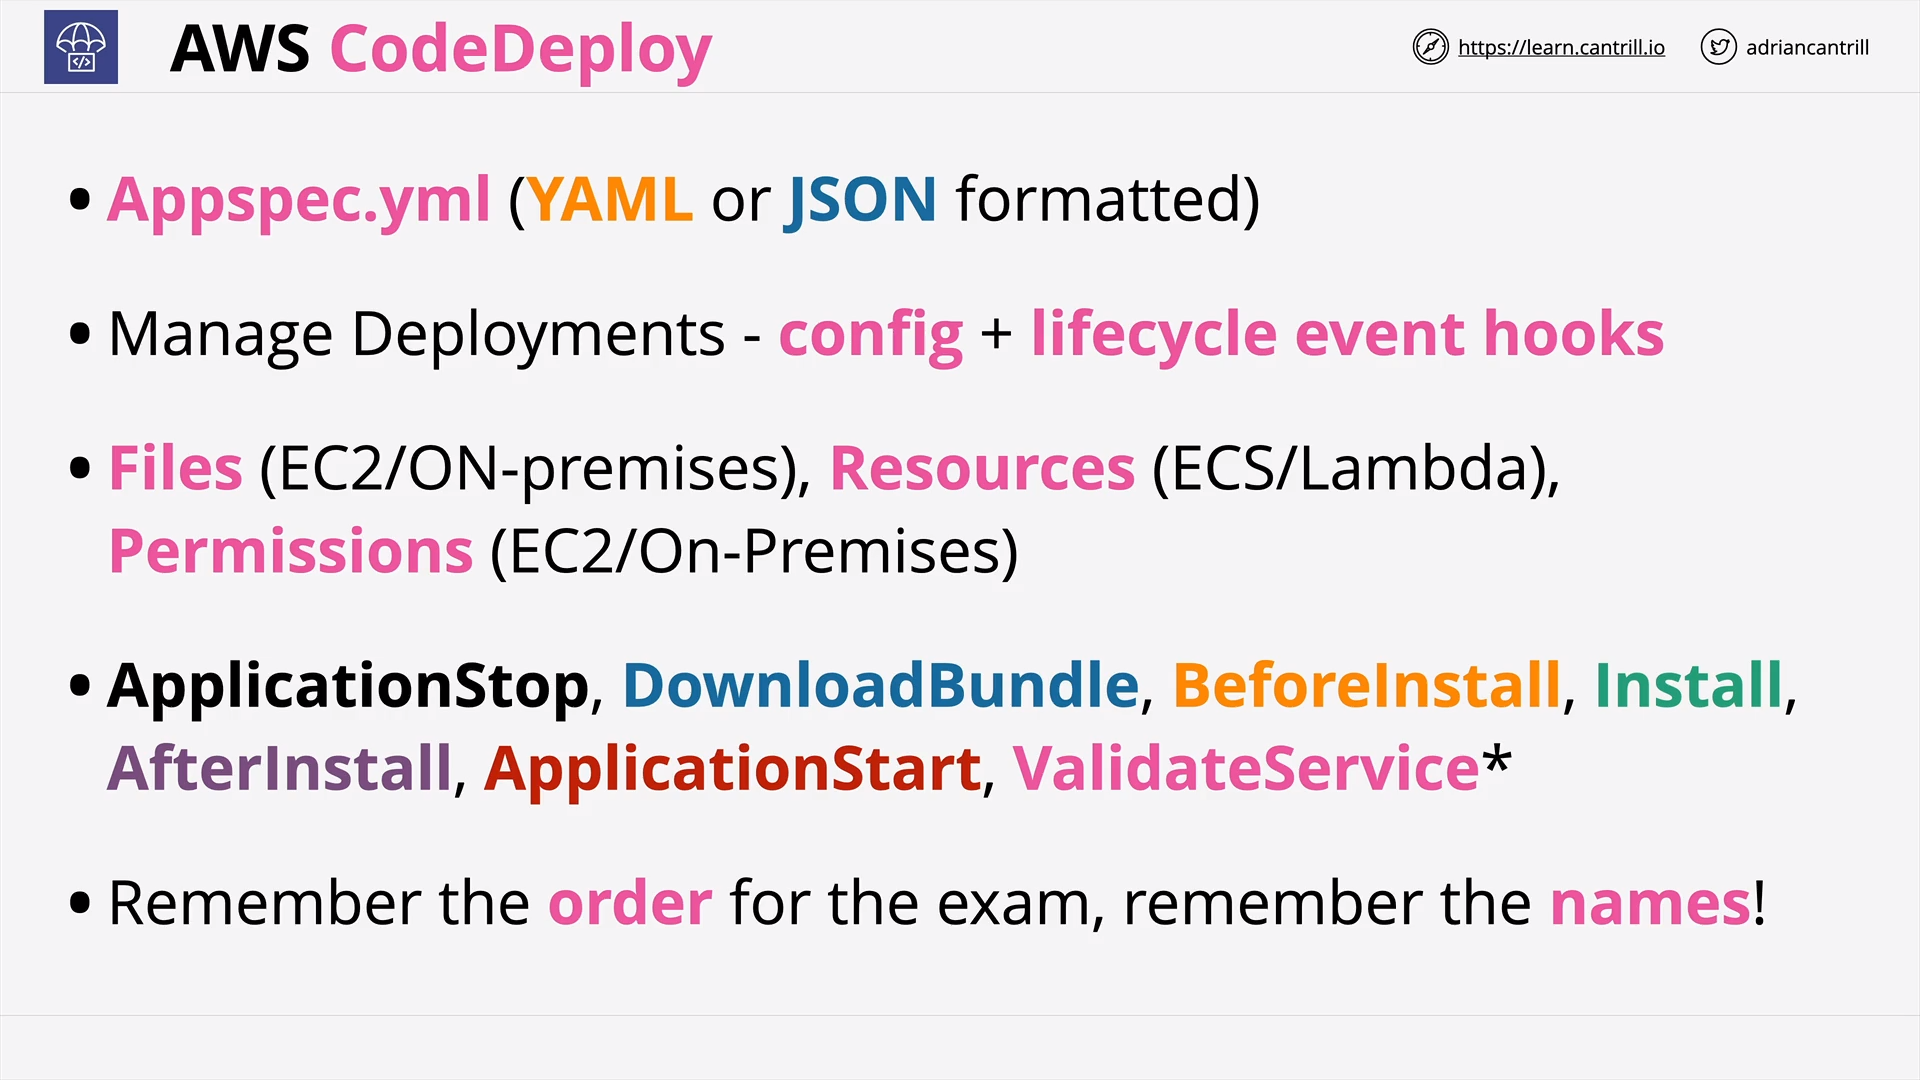 AWS CodeDeploy
https://learn.cantrill.io
adriancantrill
• Appspec.yml (YAML or JSON formatted)
• Manage Deployments - config + lifecycle event hooks
• Files (EC2/ON-premises), Resources (ECS/Lambda),
Permissions (EC2/On-Premises)
• ApplicationStop, DownloadBundle, BeforeInstall, Install,
AfterInstall, ApplicationStart, ValidateService*
• Remember the order for the exam, remember the names!